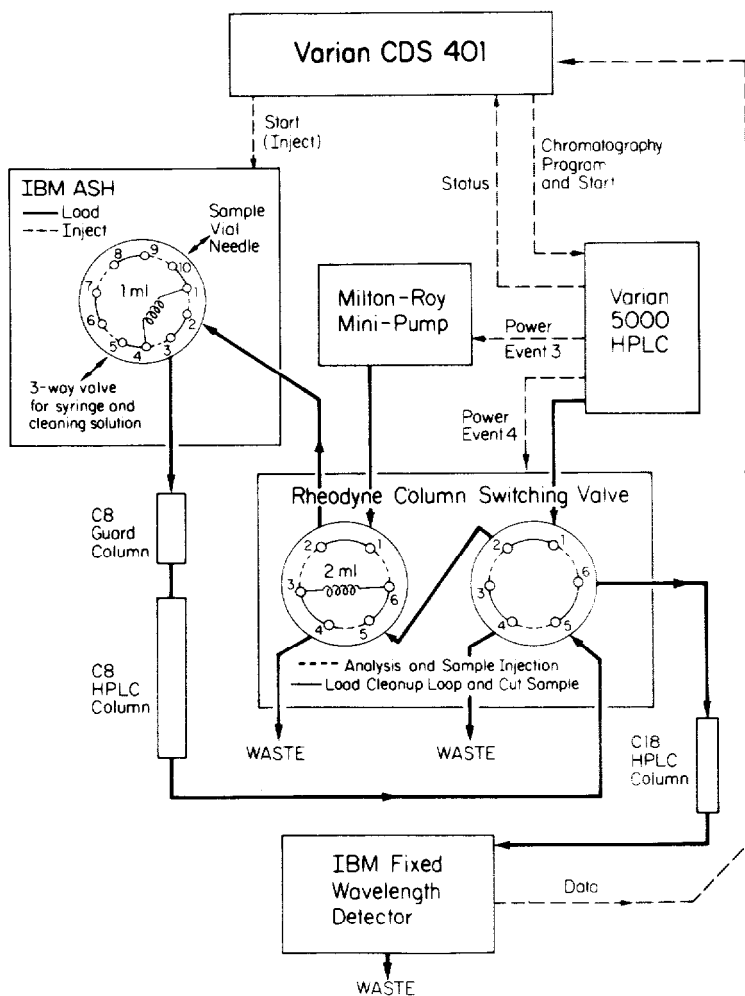 Varian CDS 401
Start
(Inject)
Chromatography
Program
and Start
Status
IBM ASH
Load
Inject
Sample
Vial
Needle
8
9
10
7
1 ml
1
6
2
5
4
3
3-way valve
for syringe and
cleaning solution
Milton-Roy
Mini-Pump
Power
Event 3
Varian
5000
HPLC
Power
Event 4
Rheodyne Column Switching Valve
2
1
3
2 ml
6
4
5
2
1
3
6
4
5
Analysis and Sample Injection
Load Cleanup Loop and Cut Sample
C8
Guard
Column
C8
HPLC
Column
WASTE
WASTE
C18
HPLC
Column
IBM Fixed
Wavelength
Detector
Data
WASTE